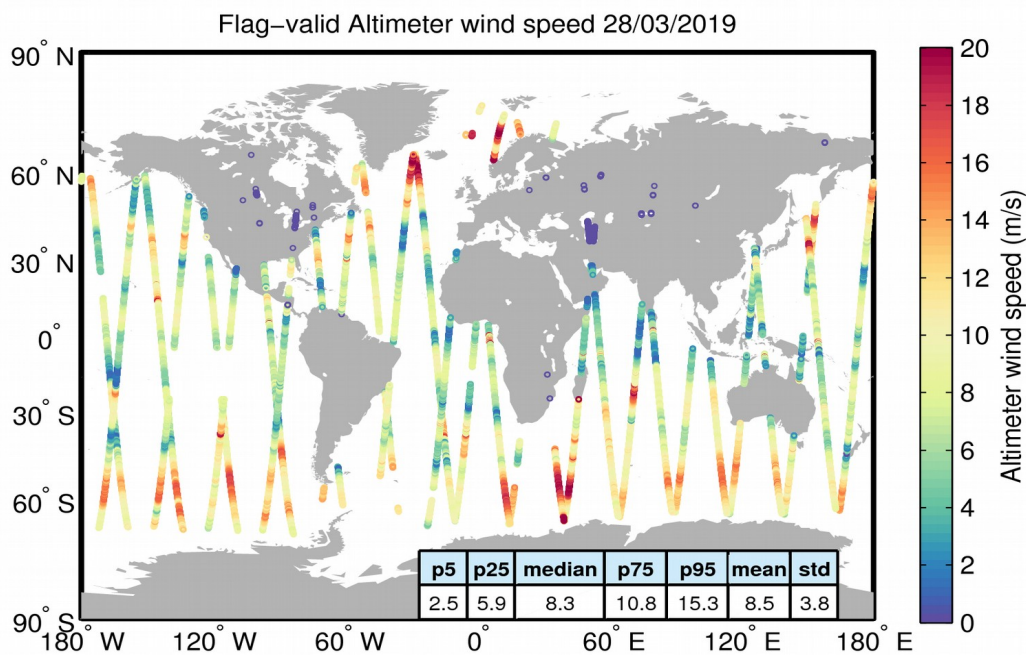 Flag−valid Altimeter wind speed 28/03/2019
90° N
60° N
30° N
0°
30° S
60° S
90° S
180° W
120° W
60° W
0°
60° E
120° E
180° E
p5 p25 median p75 p95 mean std
2.5 5.9 8.3 10.8 15.3 8.5 3.8
20
18
16
14
12
10
8
6
4
2
0
Altimeter wind speed (m/s)